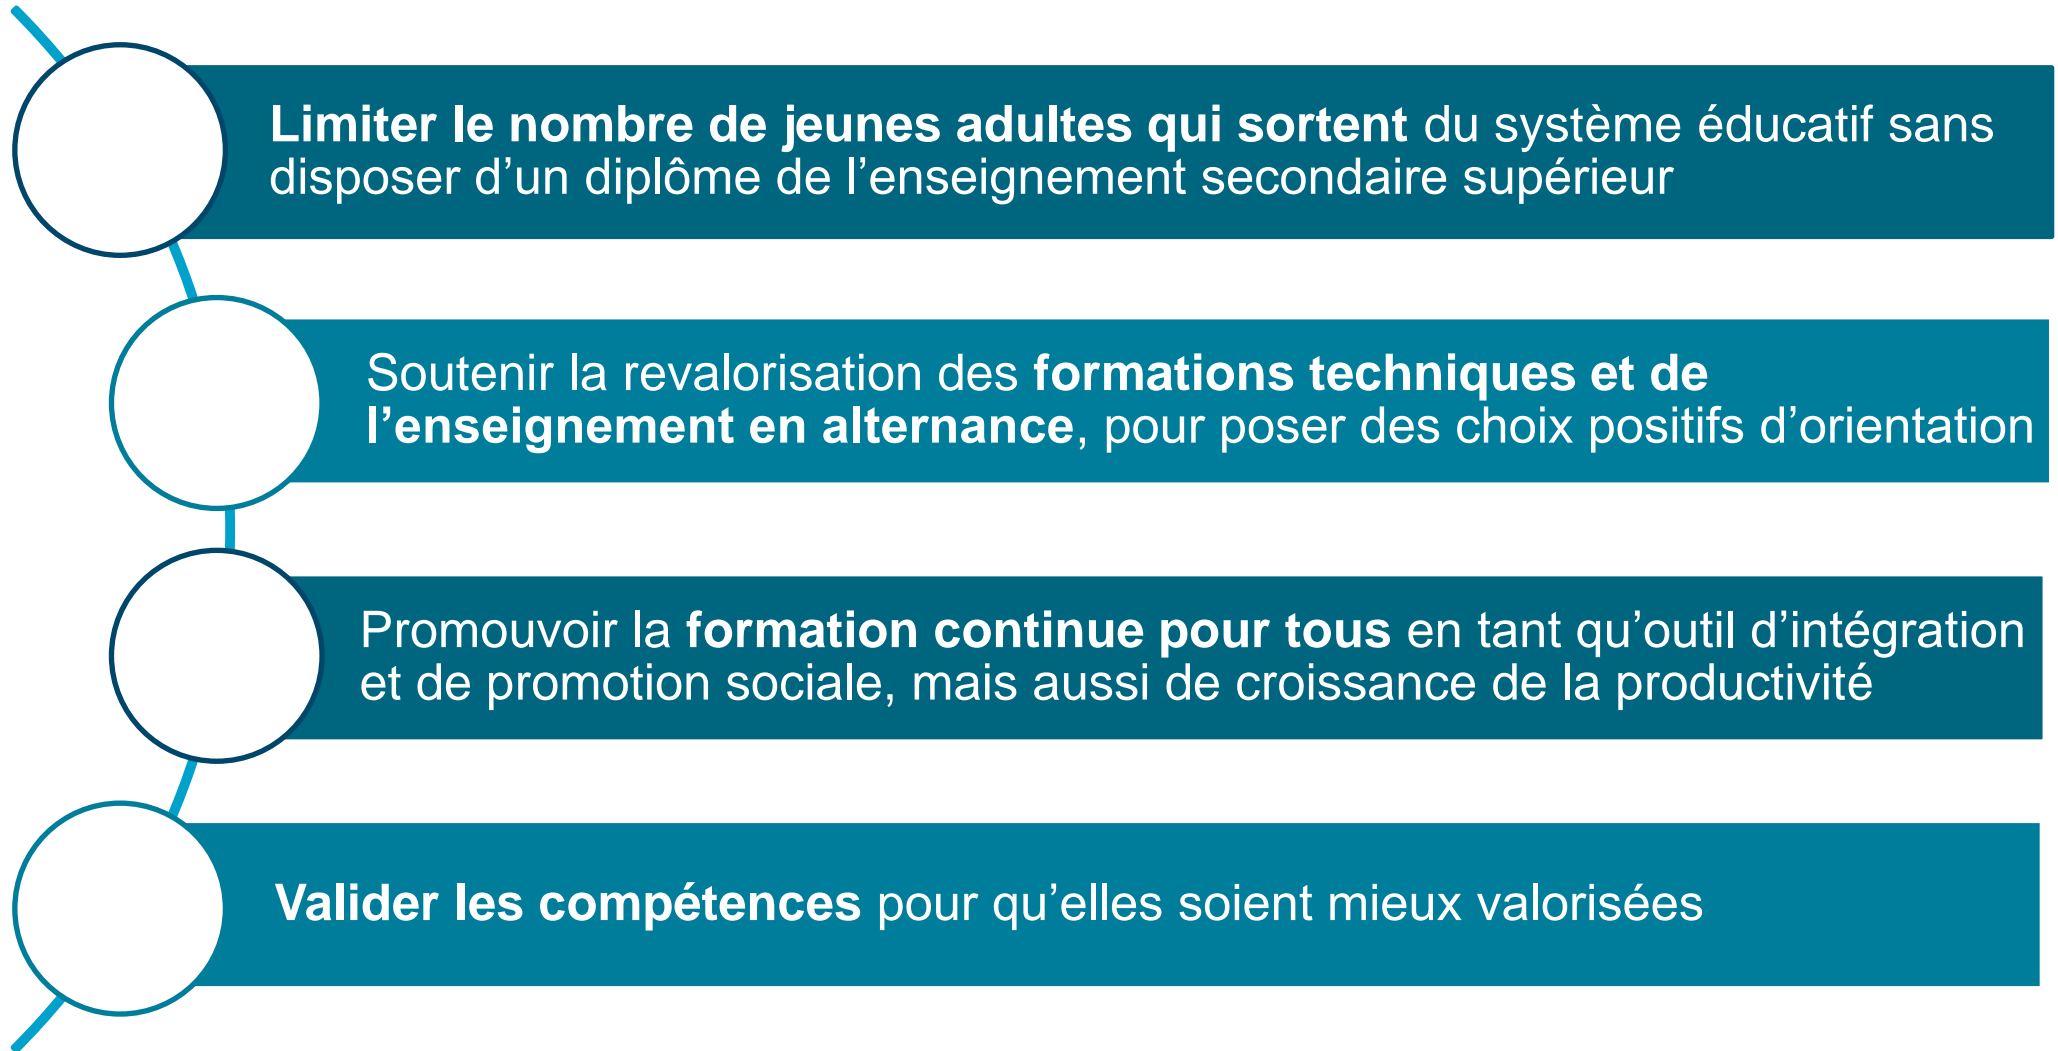 Limiter le nombre de jeunes adultes qui sortent du système éducatif sans
disposer d’un diplôme de l’enseignement secondaire supérieur
Soutenir la revalorisation des formations techniques et de
l’enseignement en alternance, pour poser des choix positifs d’orientation
Promouvoir la formation continue pour tous en tant qu’outil d’intégration
et de promotion sociale, mais aussi de croissance de la productivité
Valider les compétences pour qu’elles soient mieux valorisées